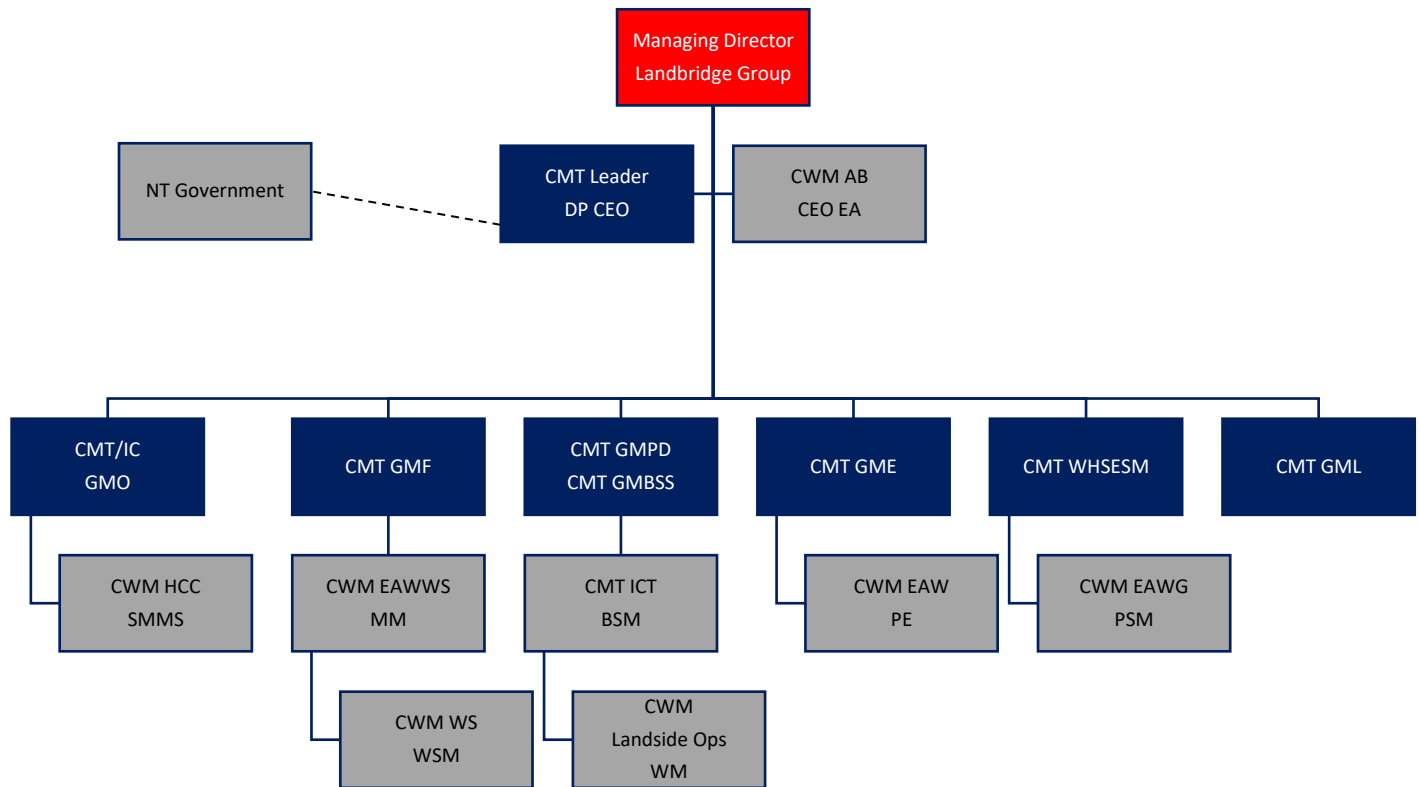 Managing Director
Landbridge Group
NT Government
CMT Leader
DP CEO
CWM AB
CEO EA
CMT/IC
GMO
CMT GMF
CMT GMPD
CMT GMBSS
CMT GME
CMT WHSESM
CMT GML
CWM HCC
SMMS
CWM EAWWS
MM
CMT ICT
BSM
CWM EAW
PE
CWM EAWG
PSM
CWM WS
WSM
CWM
Landside Ops
WM